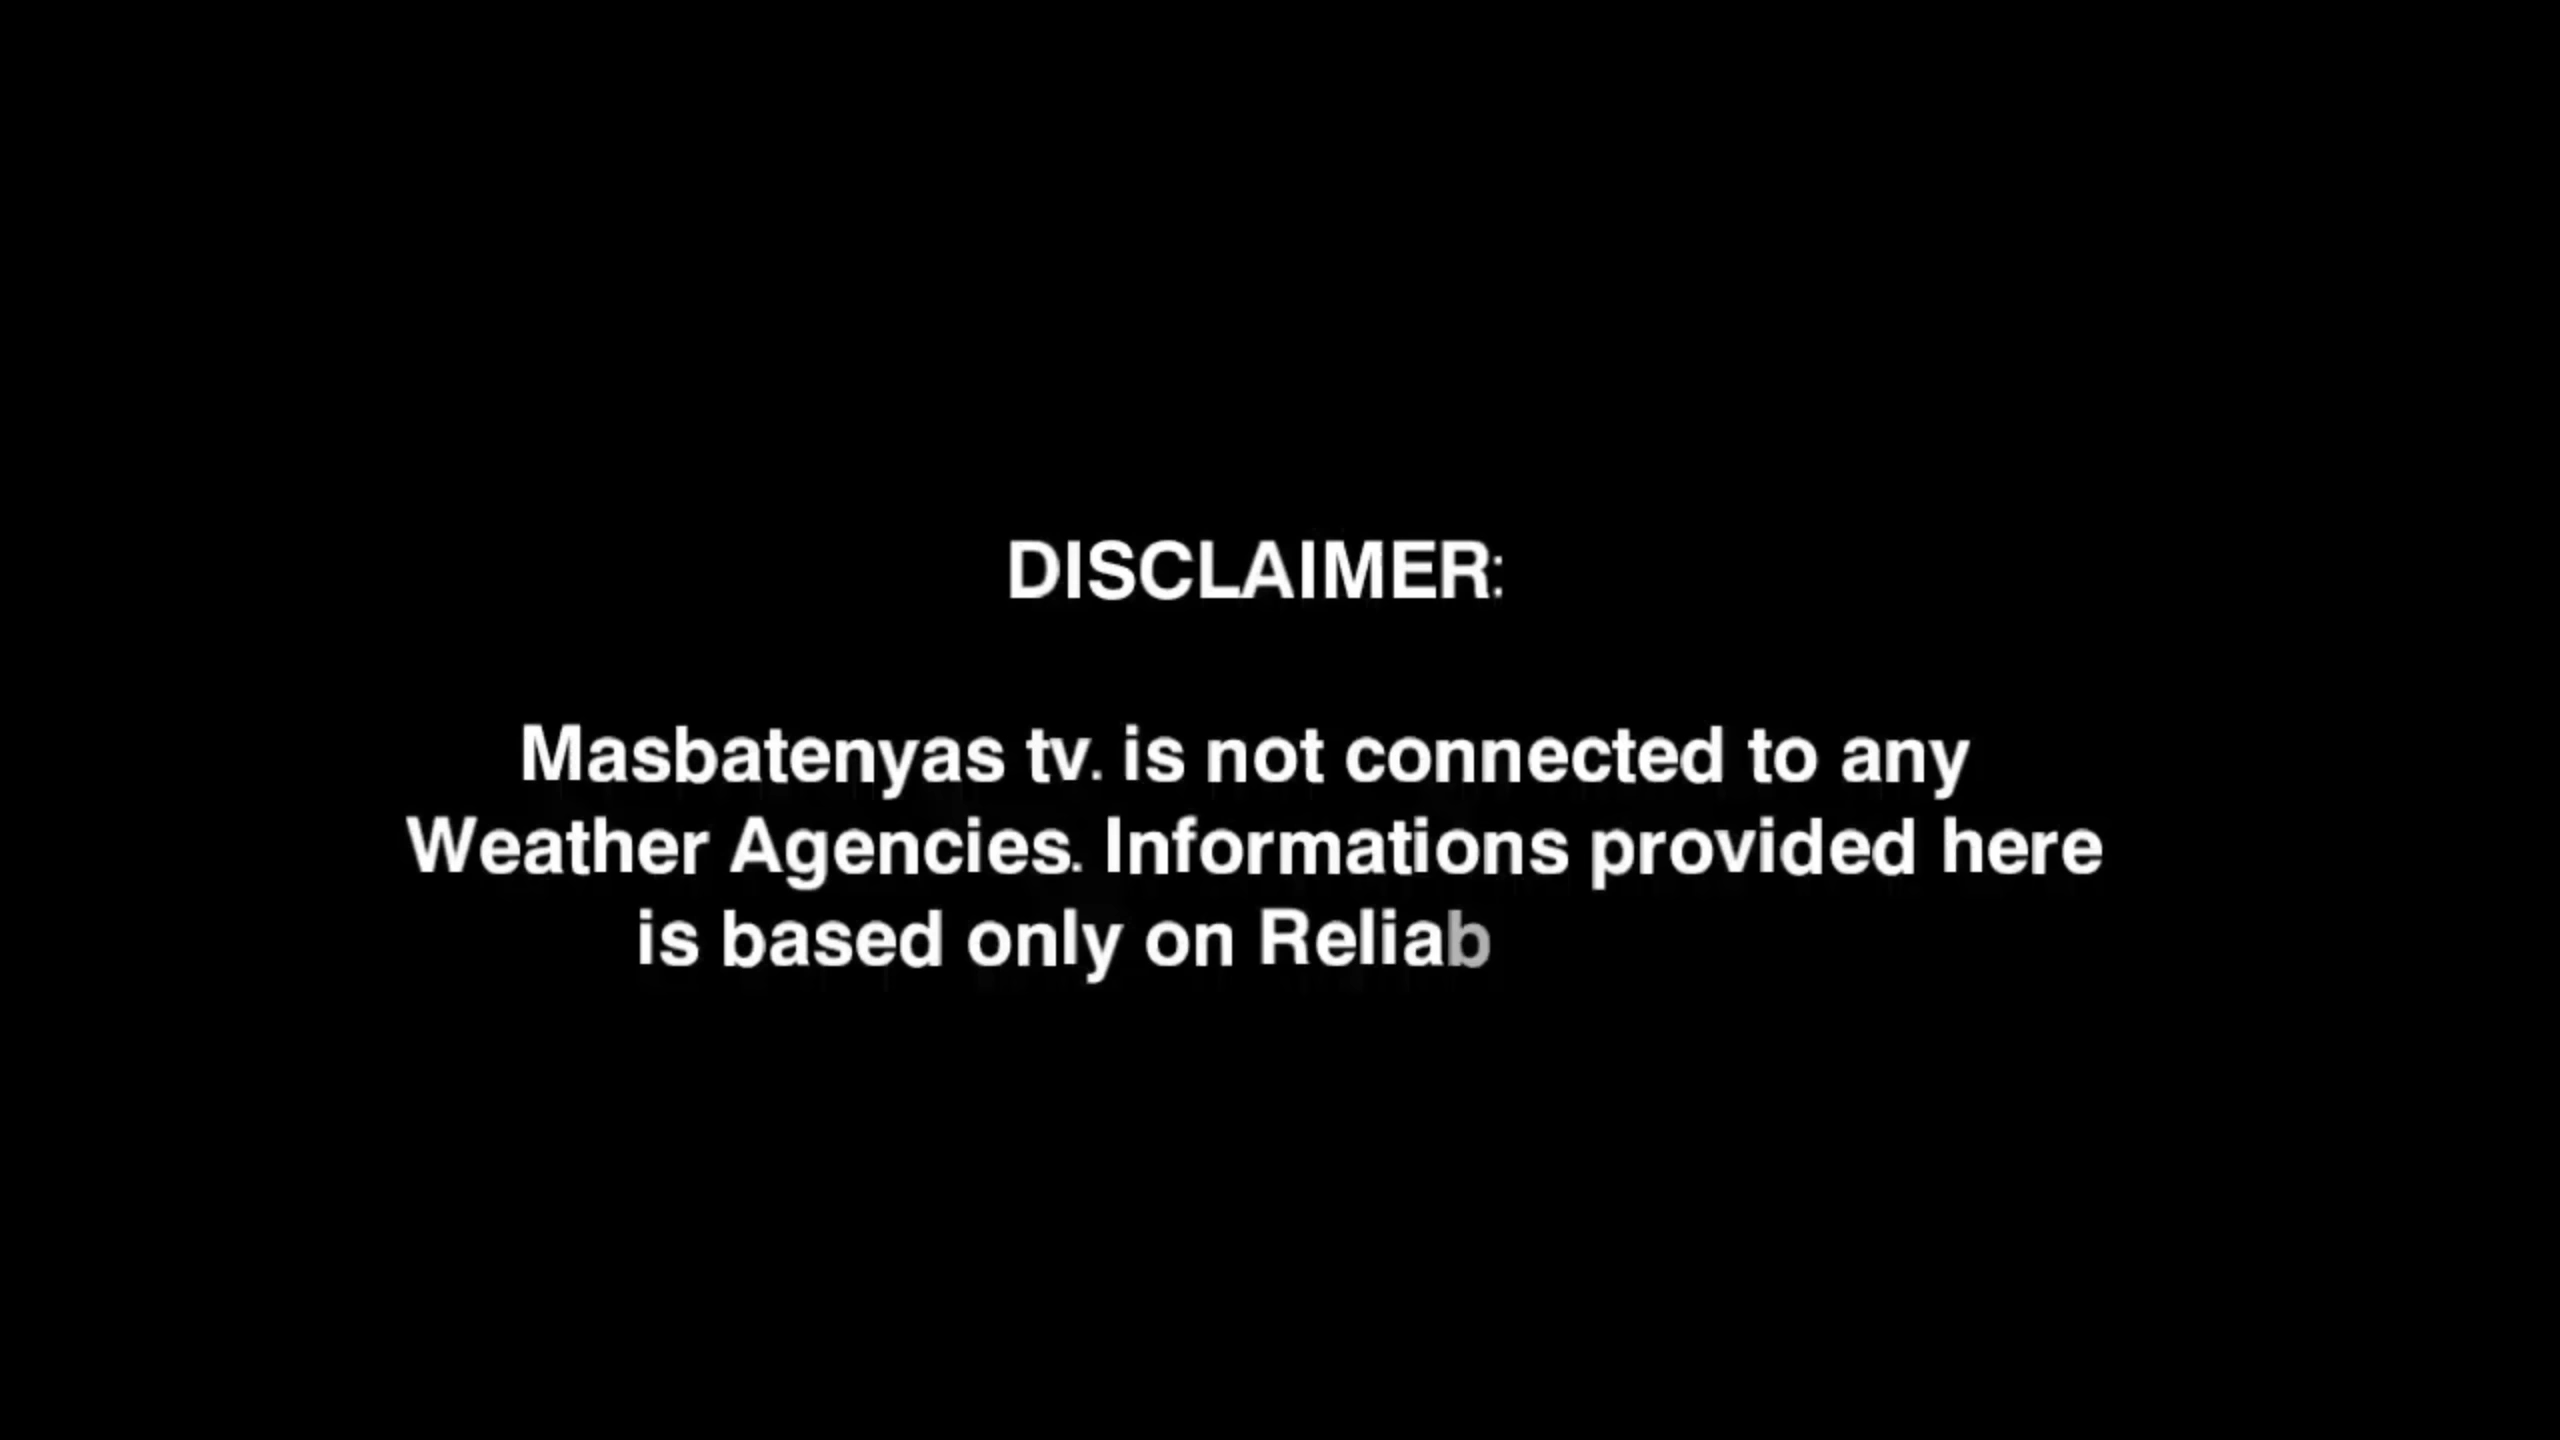 DISCLAIMER:
Masbatenyas tv. is not connected to any
Weather Agencies. Informations provided here
is based only on Reliab